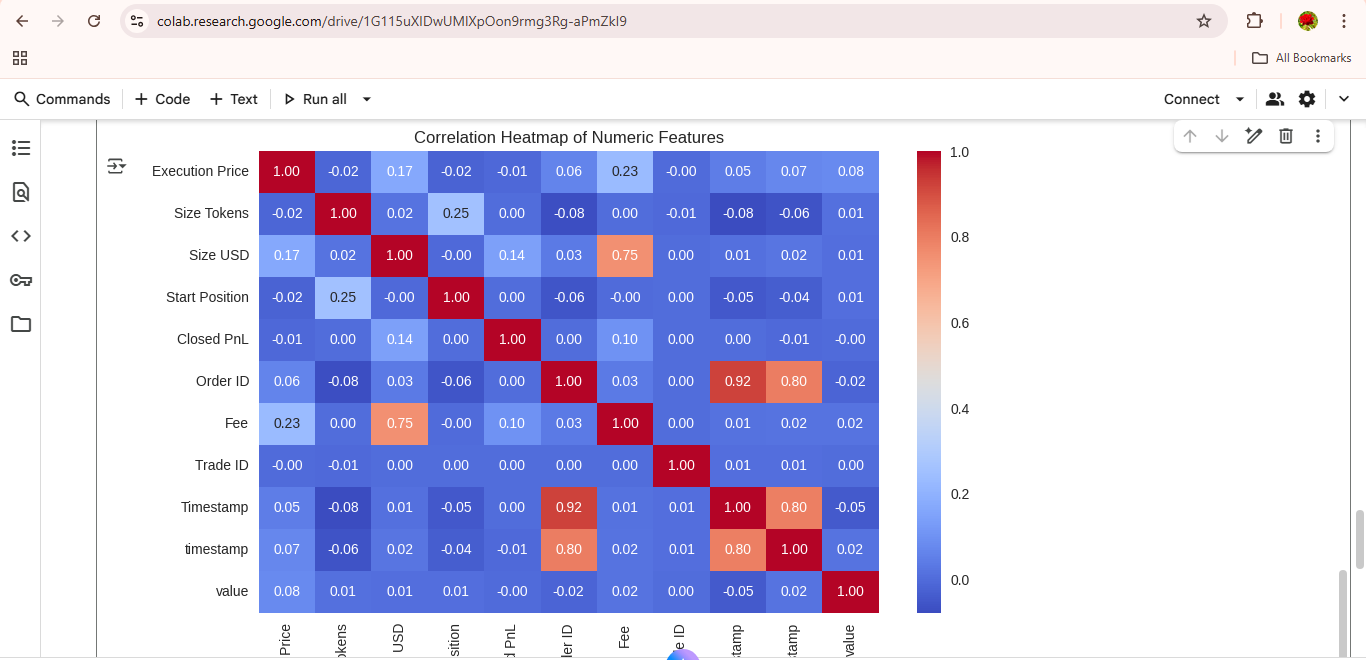 colab.research.google.com/drive/1G115uXIDwUMIXpOon9rmg3Rg-aPmZkI9
All Bookmarks
Commands + Code + Text Run all Connect
Correlation Heatmap of Numeric Features
Execution Price 1.00 -0.02 0.17 -0.02 -0.01 0.06 0.23 -0.00 0.05 0.07 0.08
Size Tokens -0.02 1.00 0.02 0.25 0.00 -0.08 0.00 -0.01 -0.08 -0.06 0.01
Size USD 0.17 0.02 1.00 -0.00 0.14 0.03 0.75 0.00 0.01 0.02 0.01
Start Position -0.02 0.25 -0.00 1.00 0.00 -0.06 -0.00 0.00 -0.05 -0.04 0.01
Closed PnL -0.01 0.00 0.14 0.00 1.00 0.00 0.10 0.00 0.00 -0.01 -0.00
Order ID 0.06 -0.08 0.03 -0.06 0.00 1.00 0.03 0.00 0.92 0.80 -0.02
Fee 0.23 0.00 0.75 -0.00 0.10 0.03 1.00 0.00 0.01 0.02 0.02
Trade ID -0.00 -0.01 0.00 0.00 0.00 0.00 0.00 1.00 0.01 0.01 0.00
Timestamp 0.05 -0.08 0.01 -0.05 0.00 0.92 0.01 0.01 1.00 0.80 -0.05
timestamp 0.07 -0.06 0.02 -0.04 -0.01 0.80 0.02 0.01 0.80 1.00 0.02
value 0.08 0.01 0.01 0.01 -0.00 -0.02 0.02 0.00 -0.05 0.02 1.00
Price okens USD sition d PnL er ID Fee e ID stamp stamp value
1.0
0.8
0.6
0.4
0.2
0.0